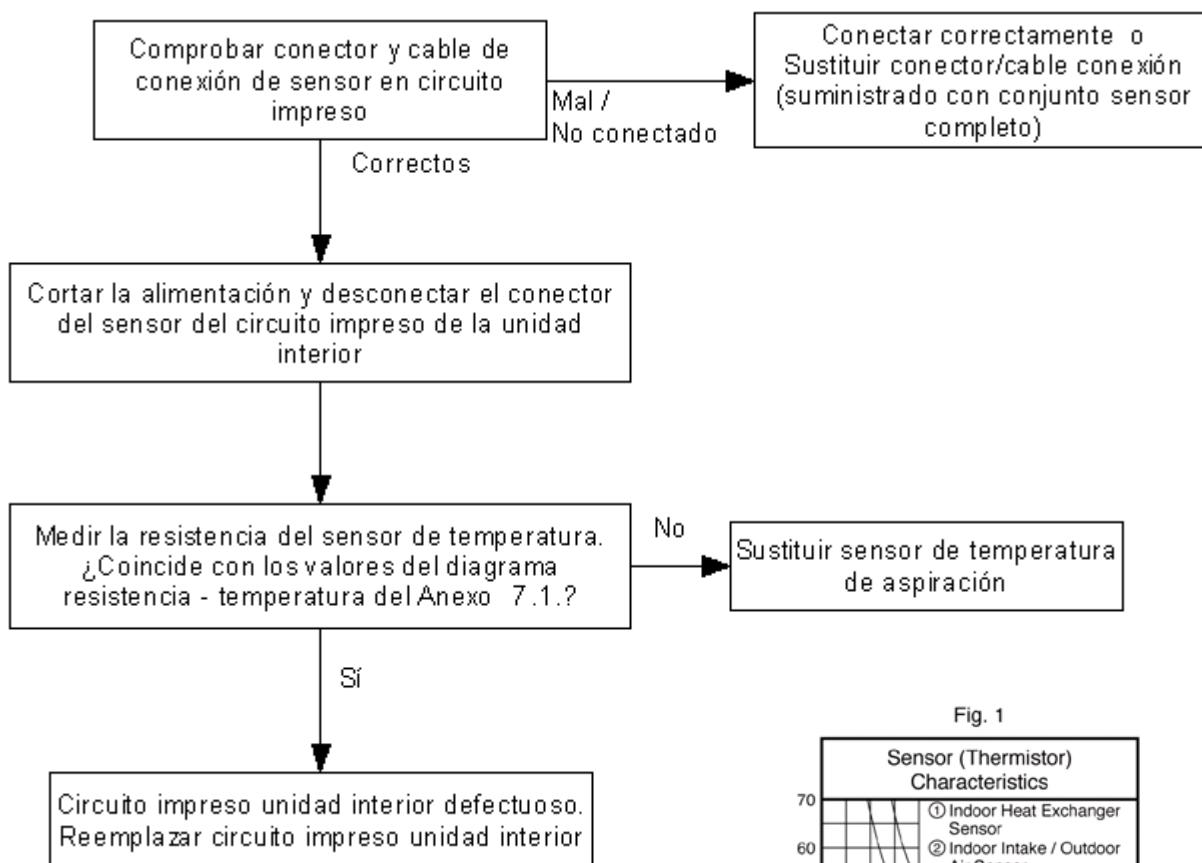 Comprobar conector y cable de
conexión de sensor en circuito
impreso
Mal /
No conectado
Conectar correctamente o
Sustituir conector/cable conexión
(suministrado con conjunto sensor
completo)
Correctos
Cortar la alimentación y desconectar el conector
del sensor del circuito impreso de la unidad
interior
Medir la resistencia del sensor de temperatura.
¿Coincide con los valores del diagrama
resistencia - temperatura del Anexo 7.1.?
No
Sustituir sensor de temperatura
de aspiración
Sí
Circuito impreso unidad interior defectuoso.
Reemplazar circuito impreso unidad interior
Fig. 1
Sensor (Thermistor)
Characteristics
70
① Indoor Heat Exchanger
Sensor
60
② Indoor Intake / Outdoor
Air Sensor